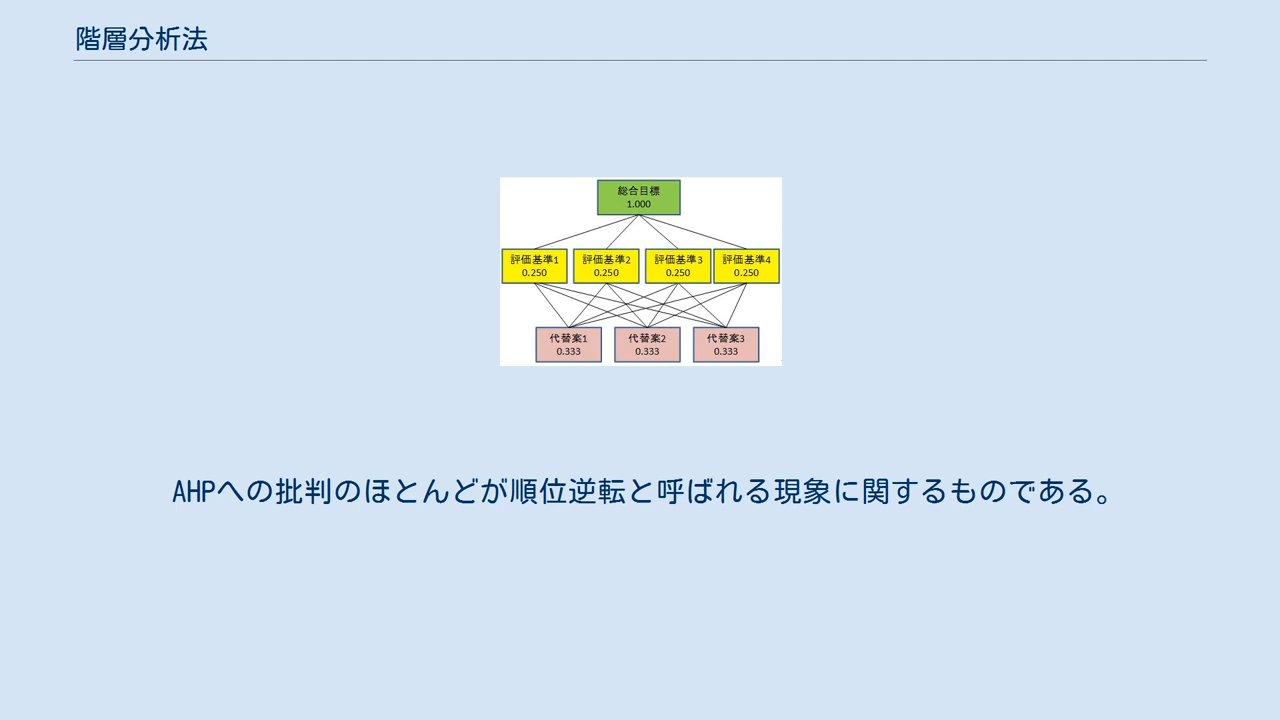 階層分析法
総合目標
1.000
評価基準1 評価基準2 評価基準3 評価基準4
0.250 0.250 0.250 0.250
代替案1 代替案2 代替案3
0.333 0.333 0.333
AHPへの批判のほとんどが順位逆転と呼ばれる現象に関するものである。